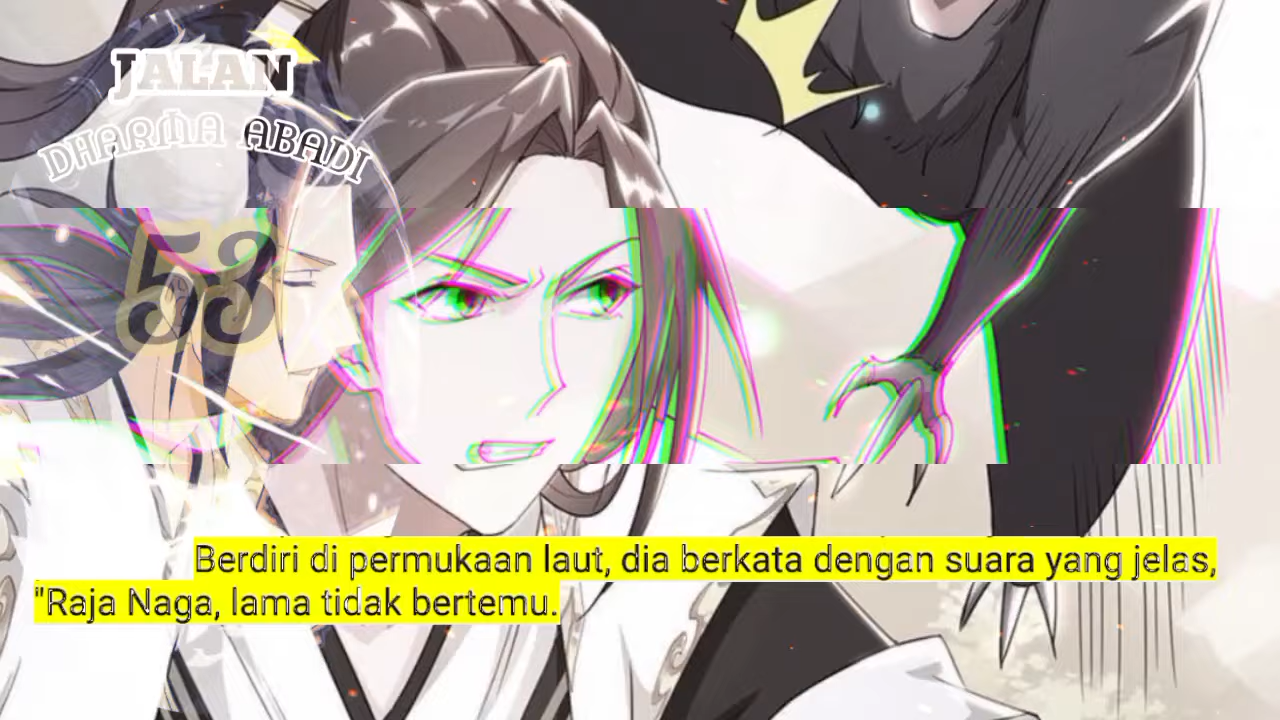 JALAN
DHARMA ABADI
53
Berdiri di permukaan laut, dia berkata dengan suara yang jelas,
"Raja Naga, lama tidak bertemu.